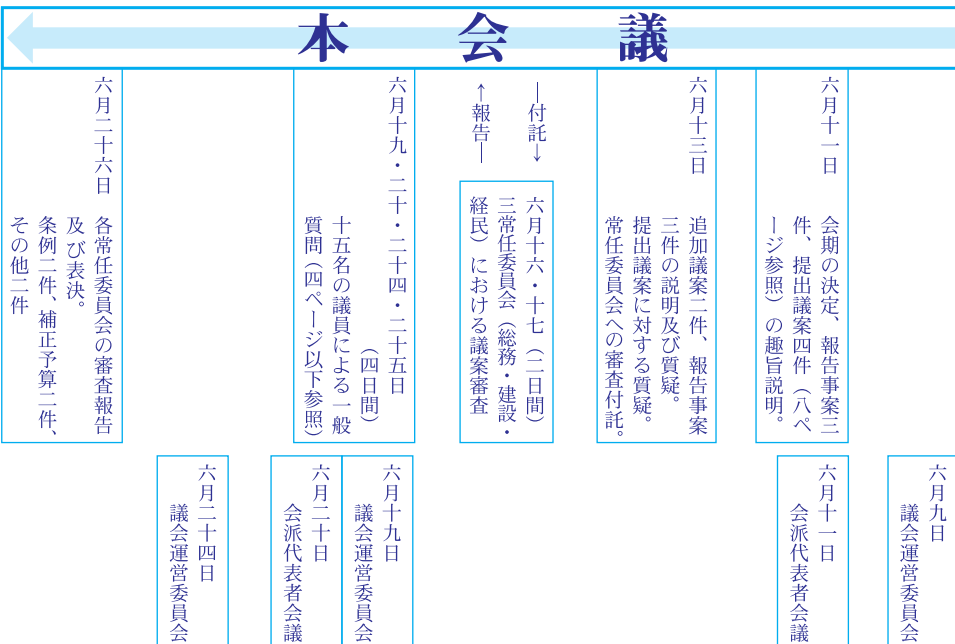 本会議
六月十一日
会期の決定、報告事案三
件、提出議案四件（八ペ
ージ参照）の趣旨説明。
六月十三日
追加議案二件、報告事案
三件の説明及び質疑。
提出議案に対する質疑。
常任委員会への審査付託。
―付託→
←報告―
六月十六・十七（二日間）
三常任委員会（総務・建設・
経民）における議案審査
六月十九・二十・二十四・二十五日
（四日間）
十五名の議員による一般
質問（四ページ以下参照）
六月二十六日
各常任委員会の審査報告
及び表決。
条例二件、補正予算二件、
その他二件
六月九日
議会運営委員会
六月十一日
会派代表者会議
六月十九日
議会運営委員会
六月二十日
会派代表者会議
六月二十四日
議会運営委員会